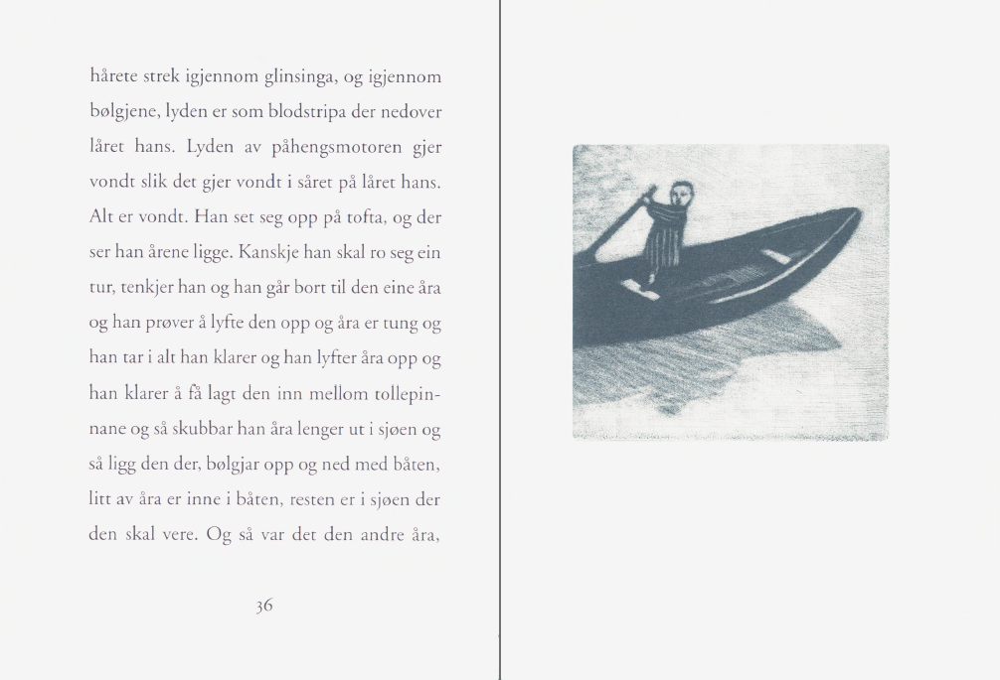 hårete strek igjennom glinsinga, og igjennom
bølgjene, lyden er som blodstripa der nedover
låret hans. Lyden av påhengsmotoren gjer
vondt slik det gjer vondt i såret på låret hans.
Alt er vondt. Han set seg opp på tofta, og der
ser han årene ligge. Kanskje han skal ro seg ein
tur, tenkjer han og han går bort til den eine åra
og han prøver å lyfte den opp og åra er tung og
han tar i alt han klarer og han lyfter åra opp og
han klarer å få lagt den inn mellom tollepin-
nane og så skubbar han åra lenger ut i sjøen og
så ligg den der, bølgjar opp og ned med båten,
litt av åra er inne i båten, resten er i sjøen der
den skal vere. Og så var det den andre åra,
36